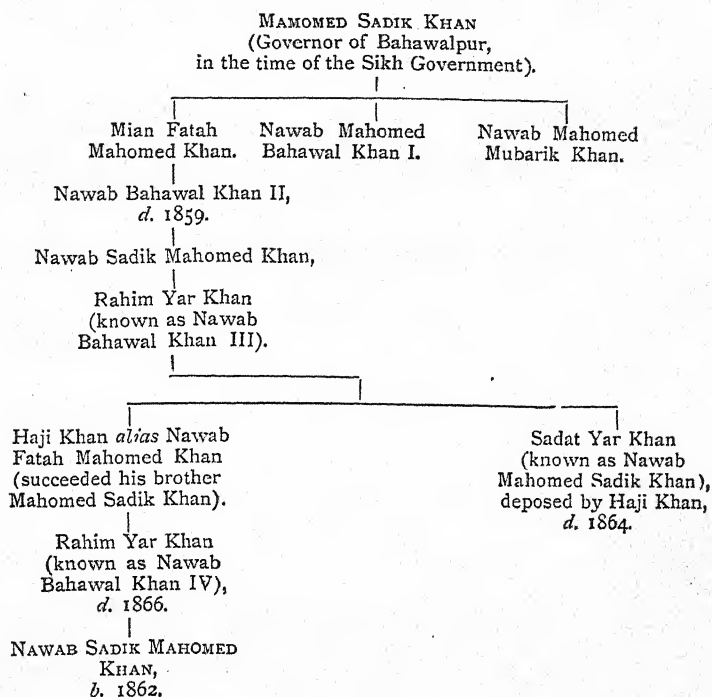 MAMOMED SADIK KHAN
(Governor of Bahawalpur,
in the time of the Sikh Government).
Mian Fatah
Mahomed Khan.
Nawab Mahomed
Bahawal Khan I.
Nawab Mahomed
Mubarik Khan.
Nawab Bahawal Khan II,
d. 1859.
Nawab Sadik Mahomed Khan,
Rahim Yar Khan
(known as Nawab
Bahawal Khan III).
Haji Khan alias Nawab
Fatah Mahomed Khan
(succeeded his brother
Mahomed Sadik Khan).
Sadat Yar Khan
(known as Nawab
Mahomed Sadik Khan),
deposed by Haji Khan,
d. 1864.
Rahim Yar Khan
(known as Nawab
Bahawal Khan IV),
d. 1866.
NAWAB SADIK MAHOMED
KHAN,
b. 1862.